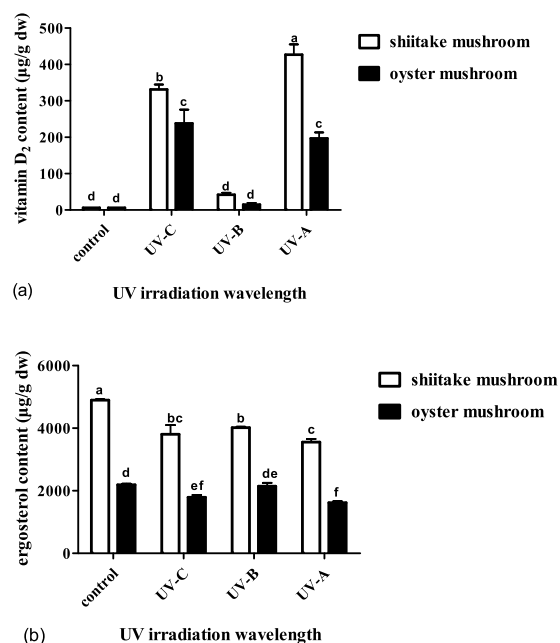 500
400
300
200
100
0
vitamin D2 content (µg/g dw)
d d b c d d a c
shiitake mushroom
oyster mushroom
control UV-C UV-B UV-A
(a) UV irradiation wavelength
6000
4000
2000
0
ergosterol content (µg/g dw)
a d bc ef b de c f
shiitake mushroom
oyster mushroom
control UV-C UV-B UV-A
(b) UV irradiation wavelength